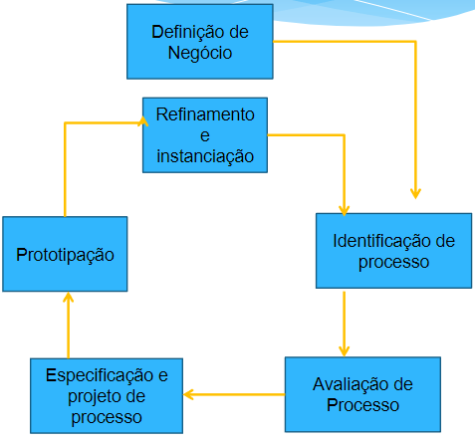 Definição de
Negócio
Refinamento
e
instanciação
Prototipação
Identificação de
processo
Especificação e
projeto de
processo
Avaliação de
Processo